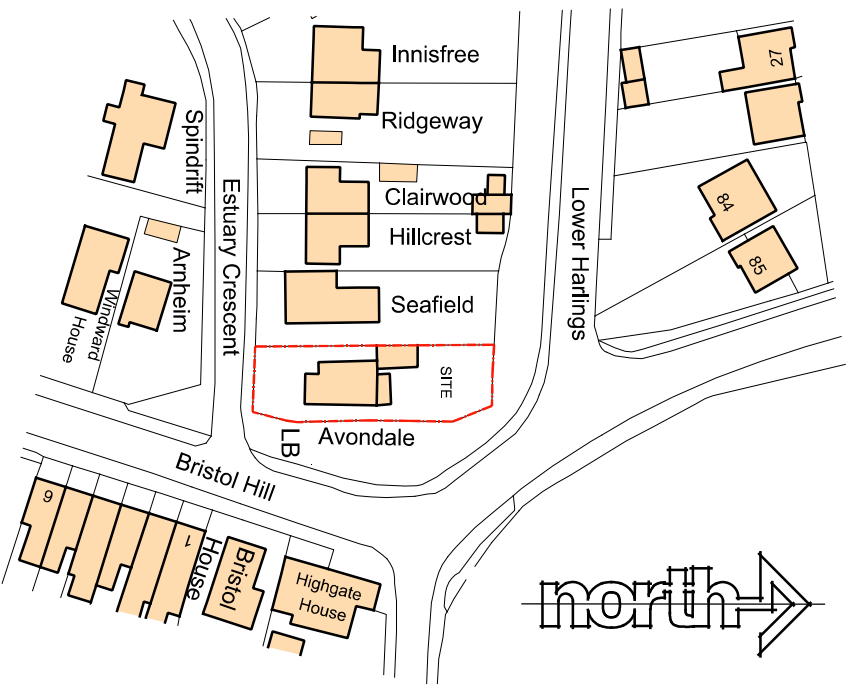 Innisfree
27
Ridgeway
Spindrift
Estuary Crescent
Clairwood
Lower Harlings
84
Hillcrest
Arnheim
85
Windward
House
Seafield
SITE
Avondale
LB
Bristol Hill
9
1
House
Bristol
Highgate
House
north